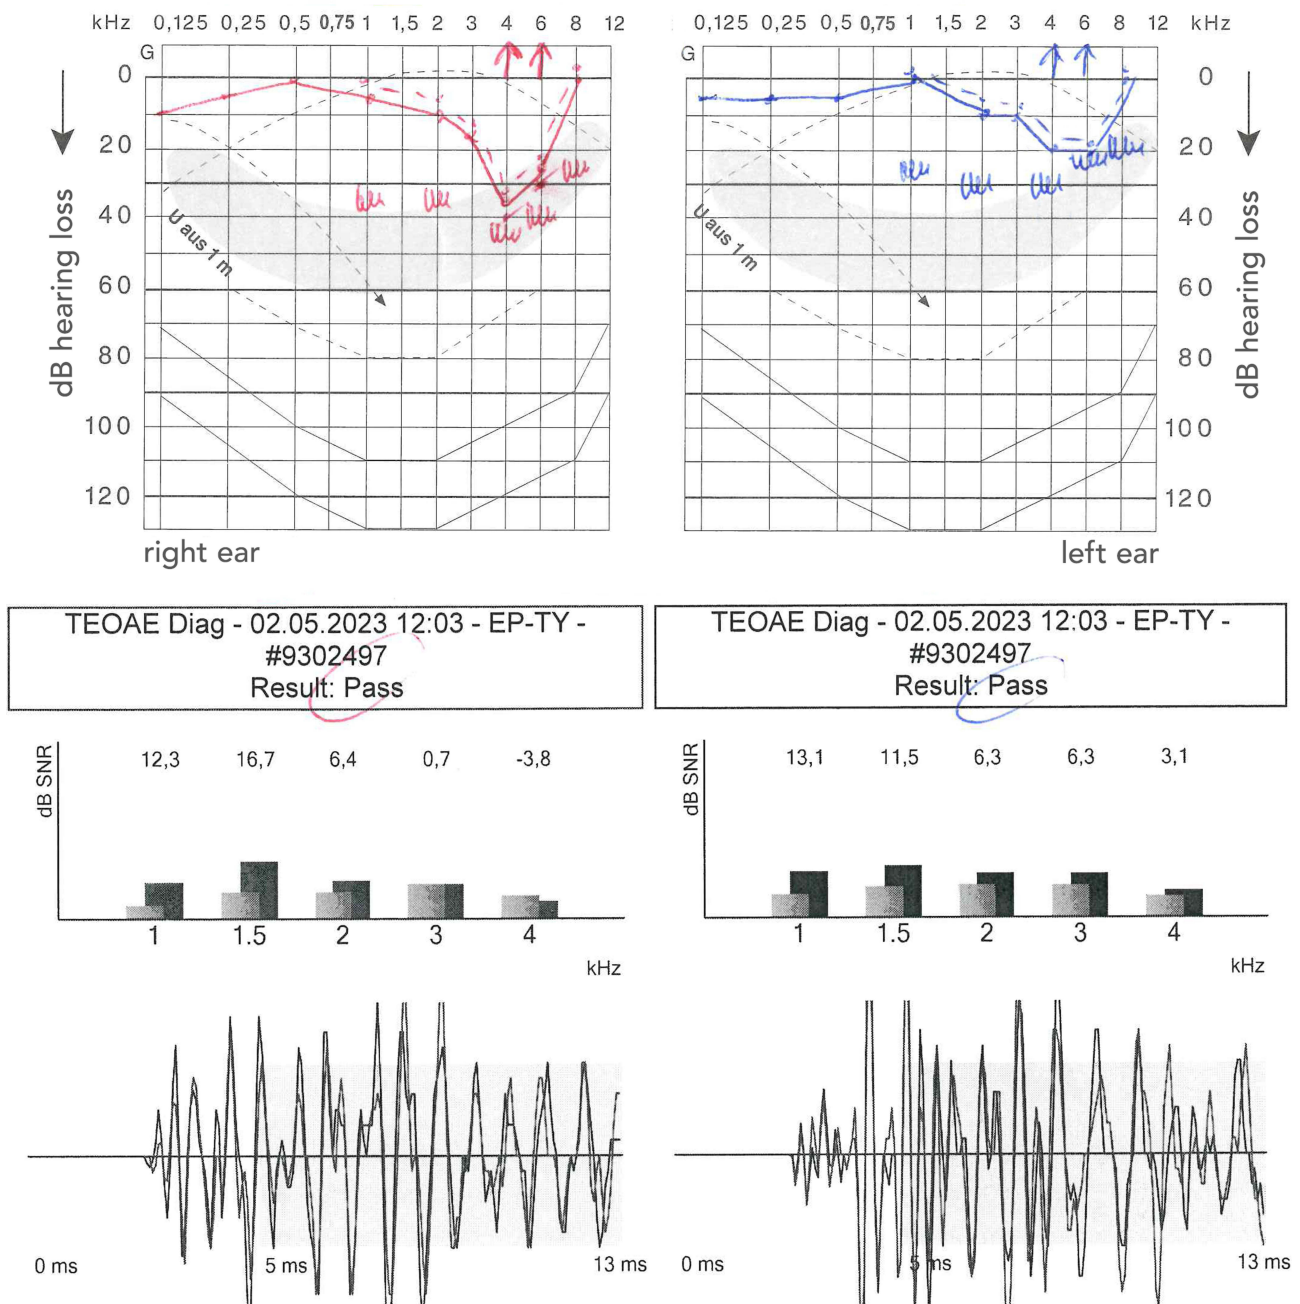 kHz 0,125 0,25 0,5 0,75 1 1,5 2 3 4 6 8 12
G
0
20
40
60
80
100
120
dB hearing loss
U aus 1 m
right ear
0,125 0,25 0,5 0,75 1 1,5 2 3 4 6 8 12 kHz
G
0
20
40
60
80
100
120
dB hearing loss
U aus 1 m
left ear
TEOAE Diag - 02.05.2023 12:03 - EP-TY -
#9302497
Result: Pass
TEOAE Diag - 02.05.2023 12:03 - EP-TY -
#9302497
Result: Pass
dB SNR
12,3 16,7 6,4 0,7 -3,8
1 1.5 2 3 4
kHz
dB SNR
13,1 11,5 6,3 6,3 3,1
1 1.5 2 3 4
kHz
0 ms 5 ms 13 ms
0 ms 5 ms 13 ms